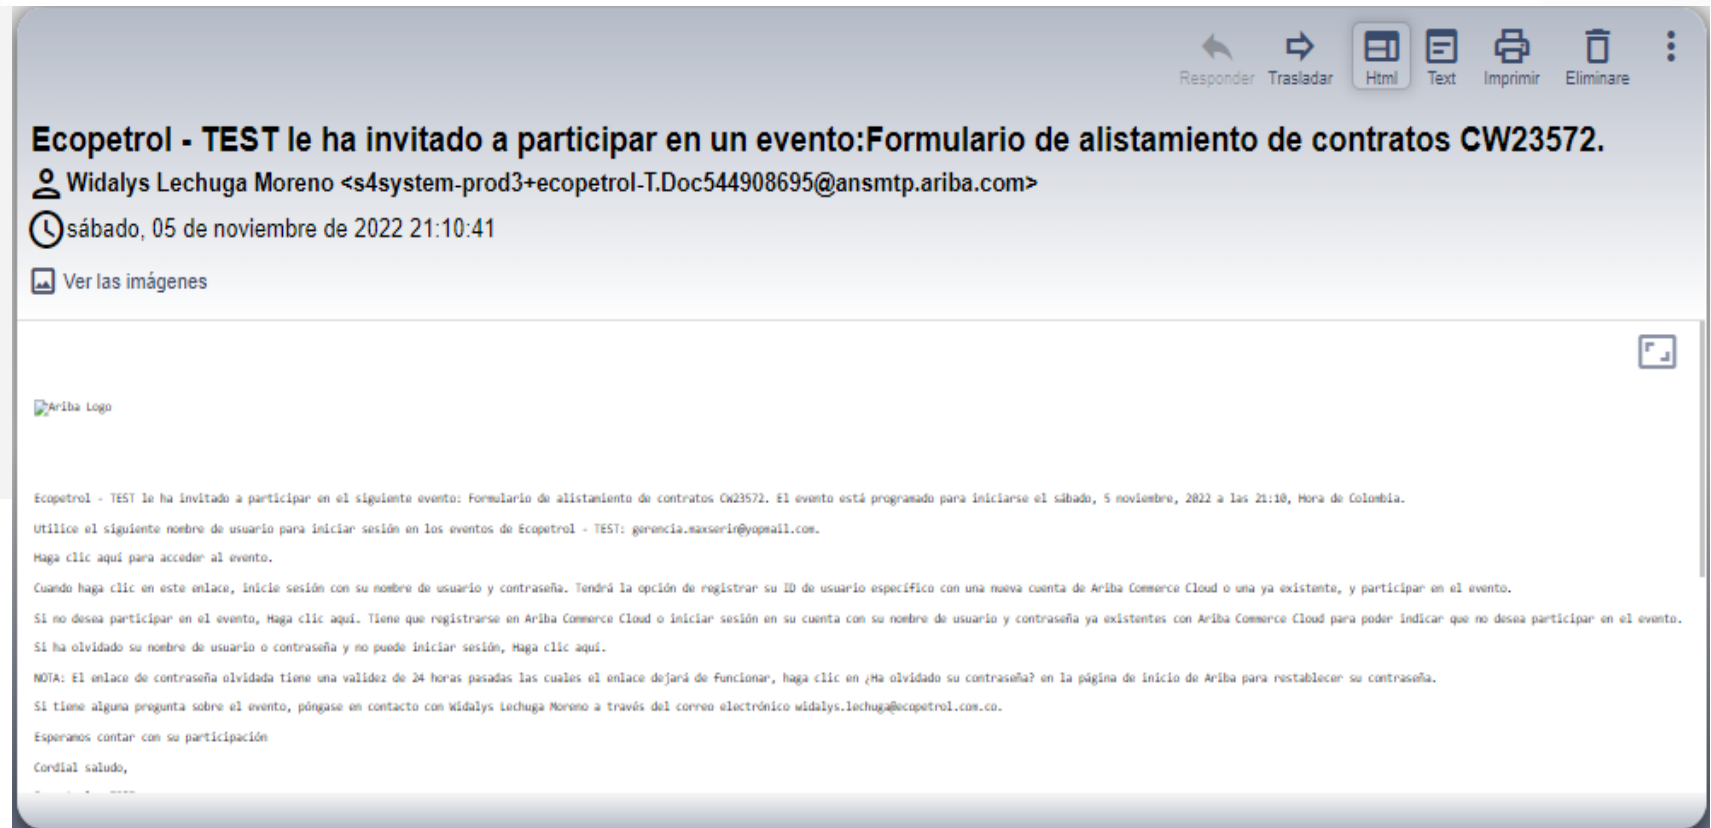 Responder Trasladar Html Text Imprimir Eliminare
Ecopetrol - TEST le ha invitado a participar en un evento:Formulario de alistamiento de contratos CW23572.
Widalys Lechuga Moreno <s4system-prod3+ecopetrol-T.Doc544908695@ansmtp.ariba.com>
sábado, 05 de noviembre de 2022 21:10:41
Ver las imágenes
Ariba Logo
Ecopetrol - TEST le ha invitado a participar en el siguiente evento: Formulario de alistamiento de contratos CW23572. El evento está programado para iniciarse el sábado, 5 noviembre, 2022 a las 21:10, Hora de Colombia.
Utilice el siguiente nombre de usuario para iniciar sesión en los eventos de Ecopetrol - TEST: gerencia.maxserir@yopmail.com.
Haga clic aquí para acceder al evento.
Cuando haga clic en este enlace, inicie sesión con su nombre de usuario y contraseña. Tendrá la opción de registrar su ID de usuario específico con una nueva cuenta de Ariba Commerce Cloud o una ya existente, y participar en el evento.
Si no desea participar en el evento, Haga clic aquí. Tiene que registrarse en Ariba Commerce Cloud o iniciar sesión en su cuenta con su nombre de usuario y contraseña ya existentes con Ariba Commerce Cloud para poder indicar que no desea participar en el evento.
Si ha olvidado su nombre de usuario o contraseña y no puede iniciar sesión, Haga clic aquí.
NOTA: El enlace de contraseña olvidada tiene una validez de 24 horas pasadas las cuales el enlace dejará de funcionar, haga clic en ¿Ha olvidado su contraseña? en la página de inicio de Ariba para restablecer su contraseña.
Si tiene alguna pregunta sobre el evento, póngase en contacto con Widalys Lechuga Moreno a través del correo electrónico widalys.lechuga@ecopetrol.com.co.
Esperamos contar con su participación
Cordial saludo,